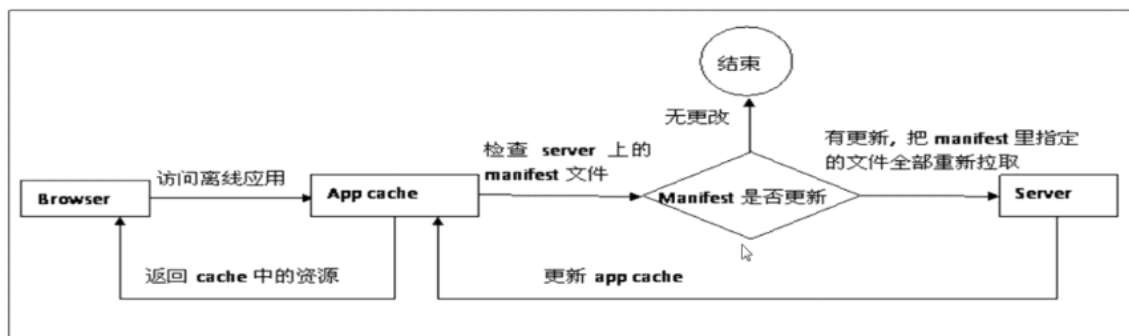 结束
无更改
有更新, 把 manifest 里指定
的文件全部重新拉取
检查 server 上的
manifest 文件
访问离线应用
Browser
App cache
Manifest 是否更新
Server
返回 cache 中的资源
更新 app cache